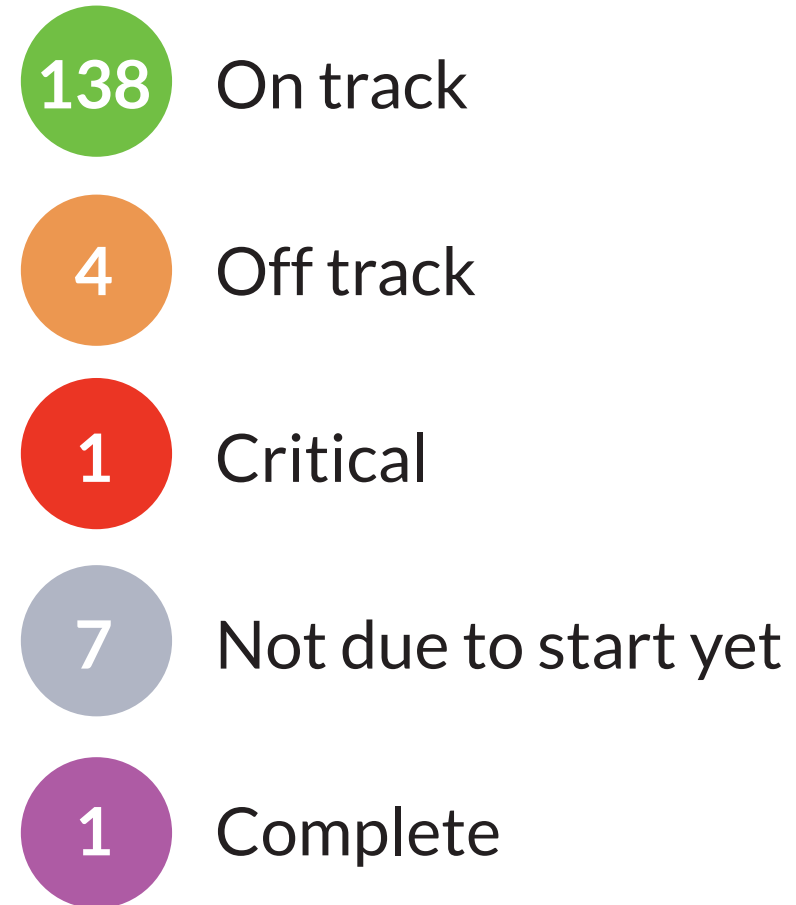 138 On track
4 Off track
1 Critical
7 Not due to start yet
1 Complete